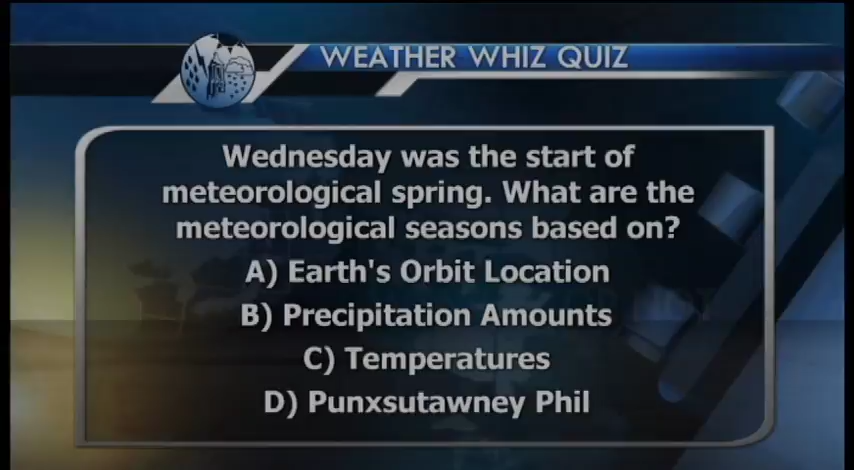 WEATHER WHIZ QUIZ
Wednesday was the start of
meteorological spring. What are the
meteorological seasons based on?
A) Earth's Orbit Location
B) Precipitation Amounts
C) Temperatures
D) Punxsutawney Phil